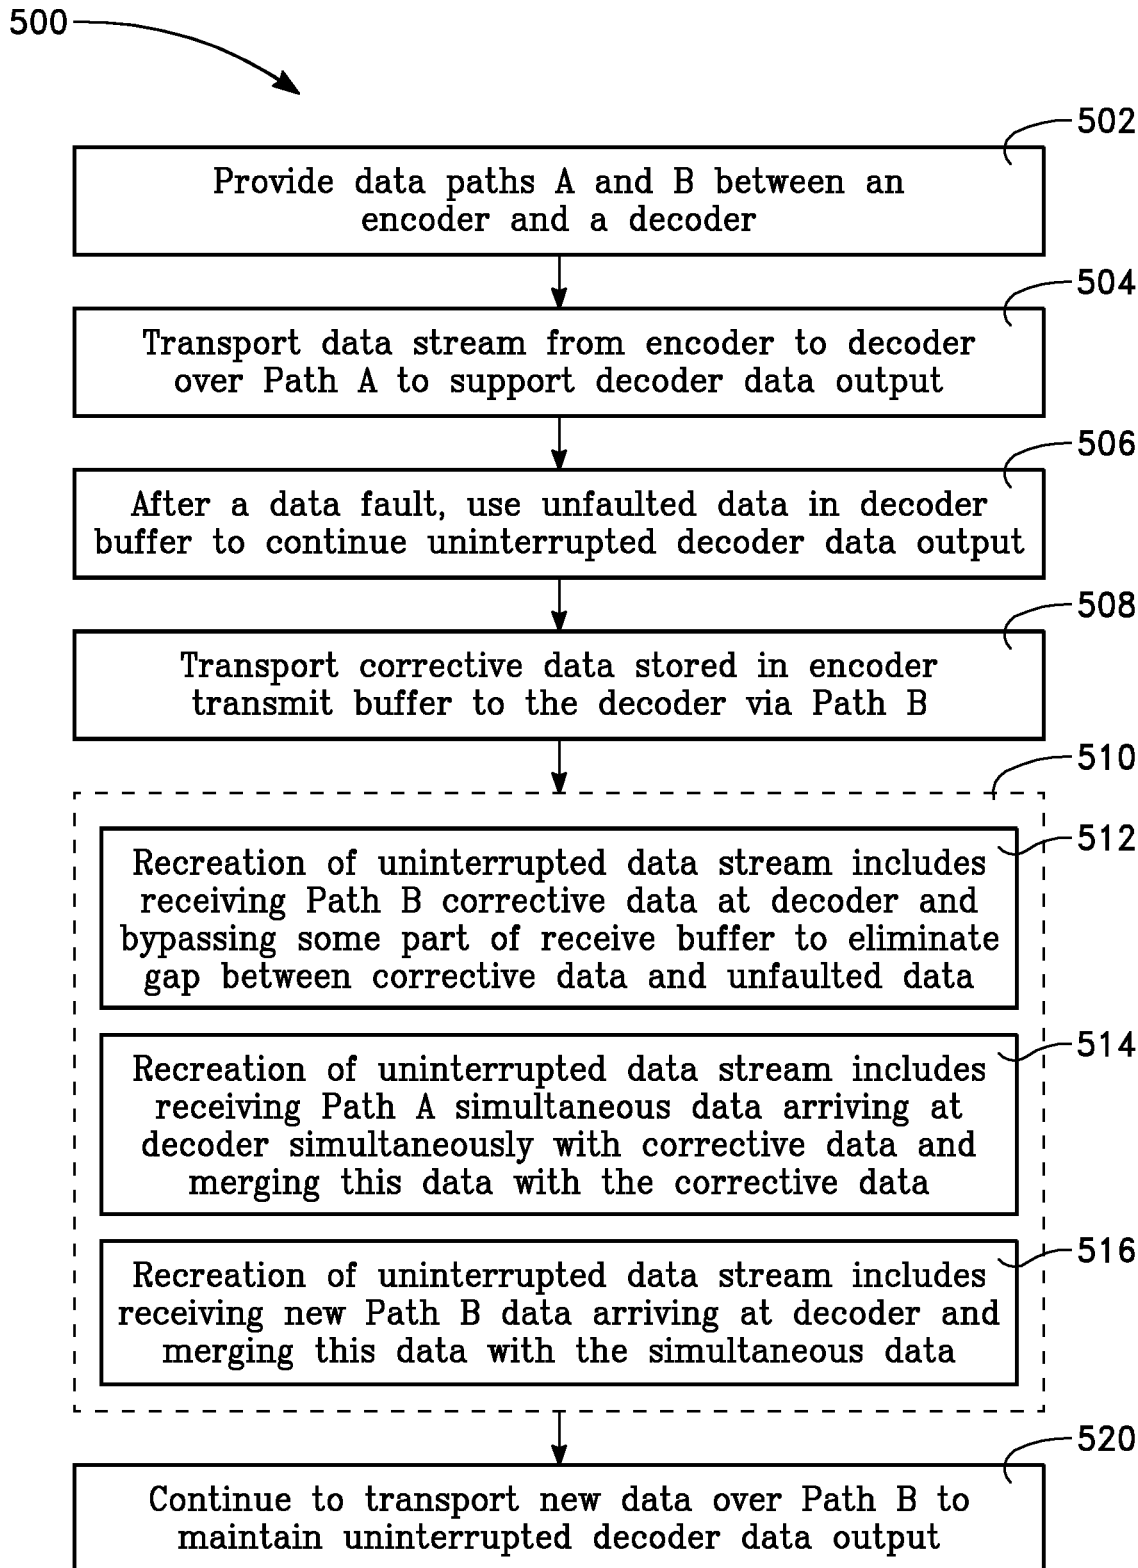 500
502
Provide data paths A and B between an
encoder and a decoder
504
Transport data stream from encoder to decoder
over Path A to support decoder data output
506
After a data fault, use unfaulted data in decoder
buffer to continue uninterrupted decoder data output
508
Transport corrective data stored in encoder
transmit buffer to the decoder via Path B
510
512
Recreation of uninterrupted data stream includes
receiving Path B corrective data at decoder and
bypassing some part of receive buffer to eliminate
gap between corrective data and unfaulted data
514
Recreation of uninterrupted data stream includes
receiving Path A simultaneous data arriving at
decoder simultaneously with corrective data and
merging this data with the corrective data
516
Recreation of uninterrupted data stream includes
receiving new Path B data arriving at decoder and
merging this data with the simultaneous data
520
Continue to transport new data over Path B to
maintain uninterrupted decoder data output